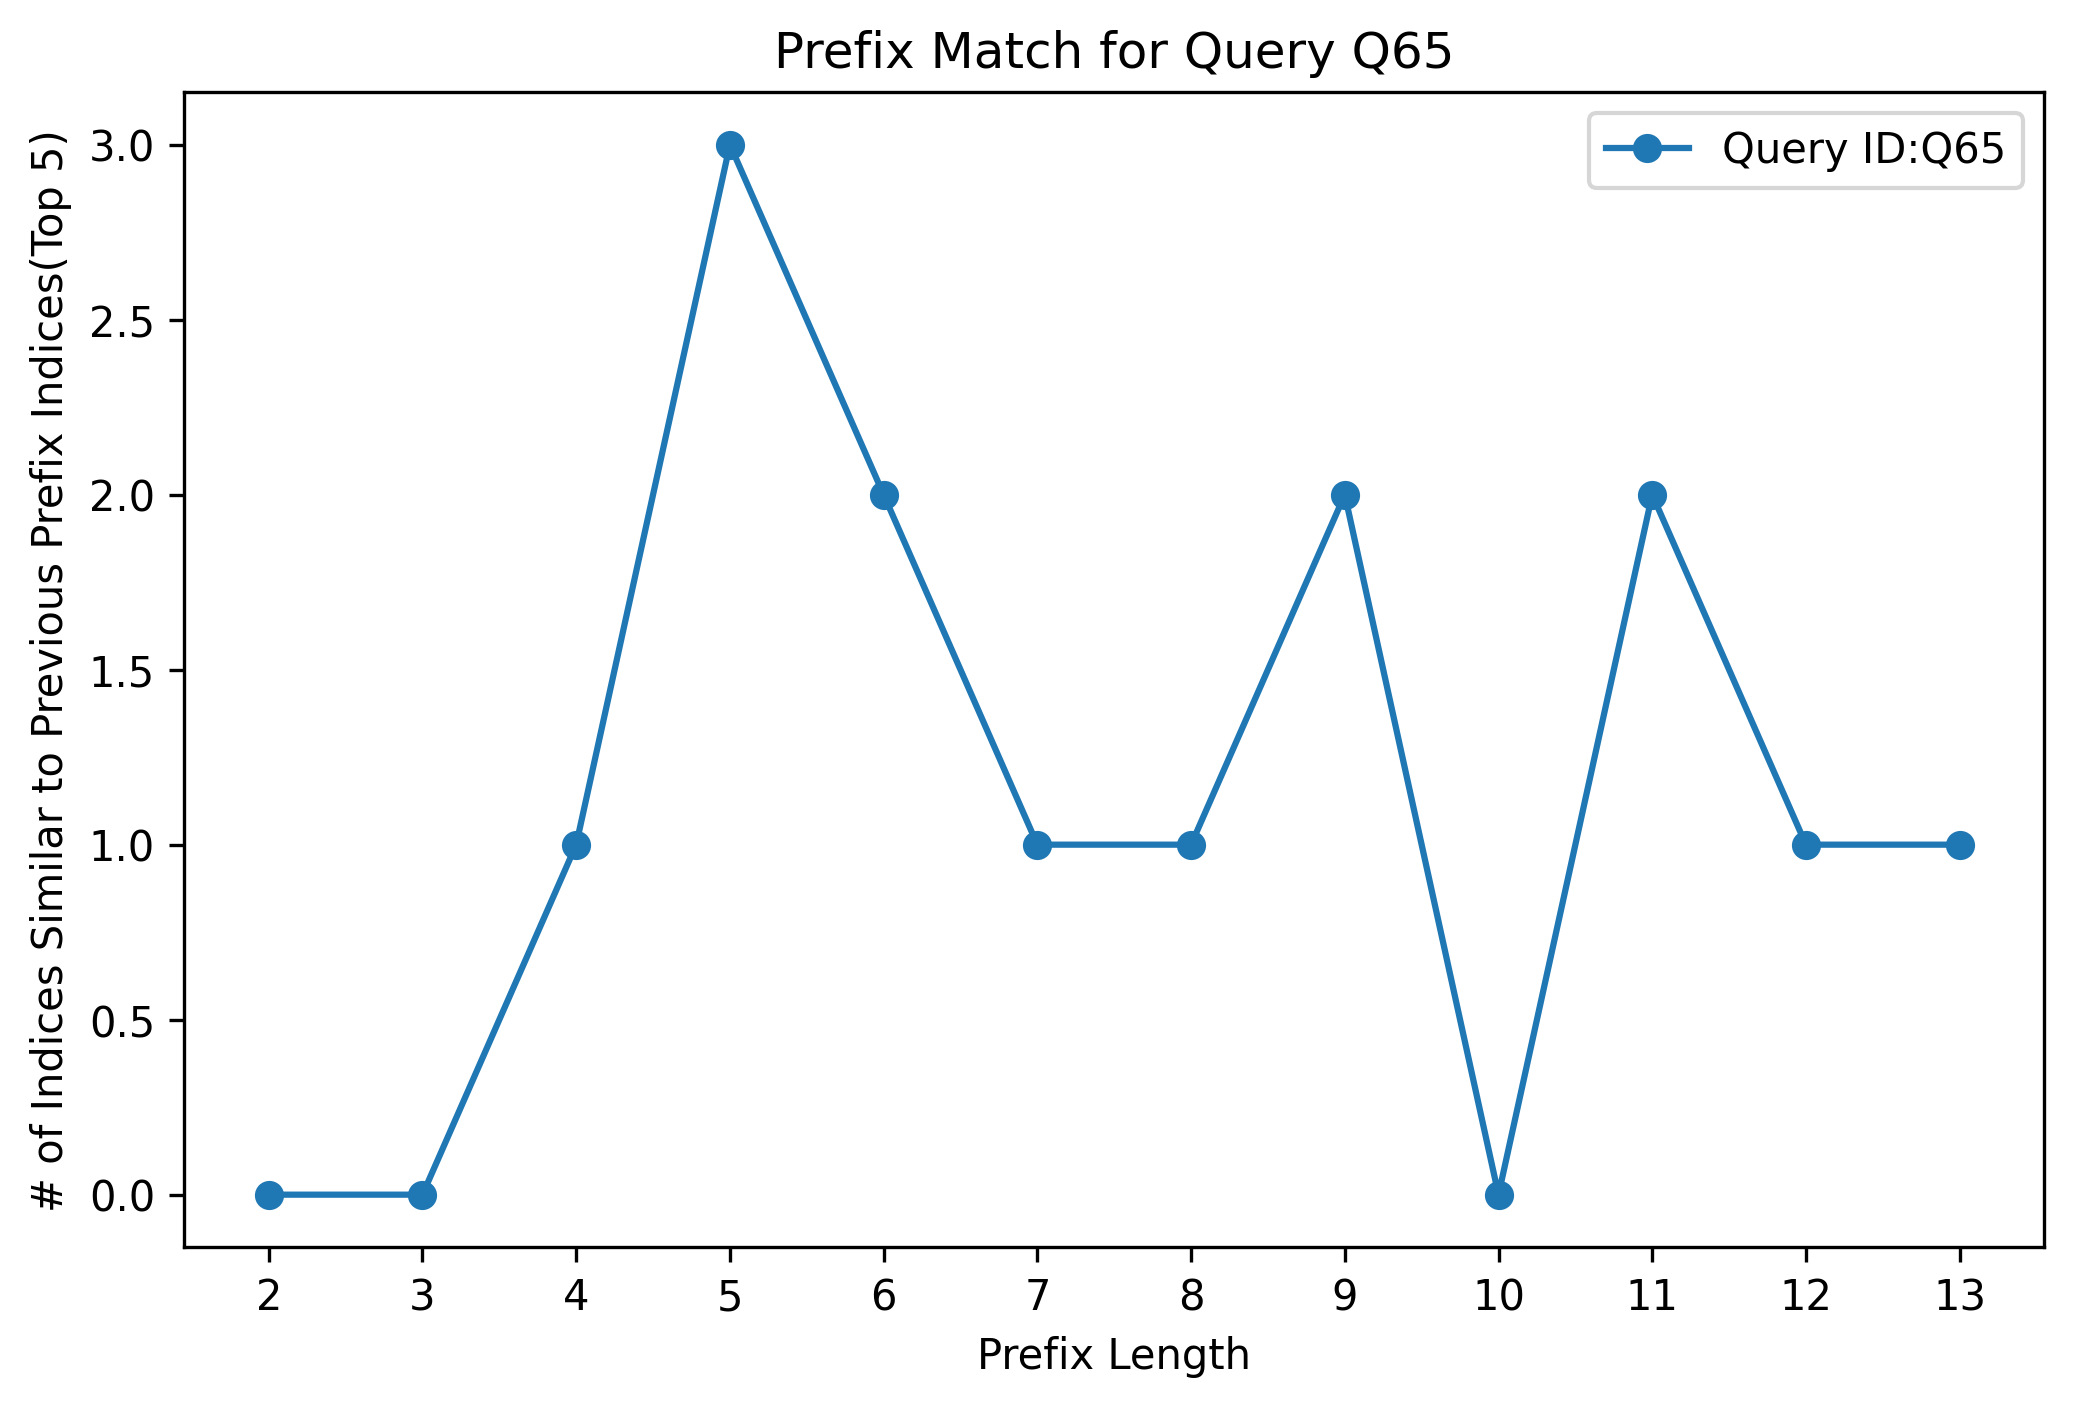 Prefix Match for Query Q65
Query ID:Q65
# of Indices Similar to Previous Prefix Indices(Top 5)
3.0
2.5
2.0
1.5
1.0
0.5
0.0
2 3 4 5 6 7 8 9 10 11 12 13
Prefix Length